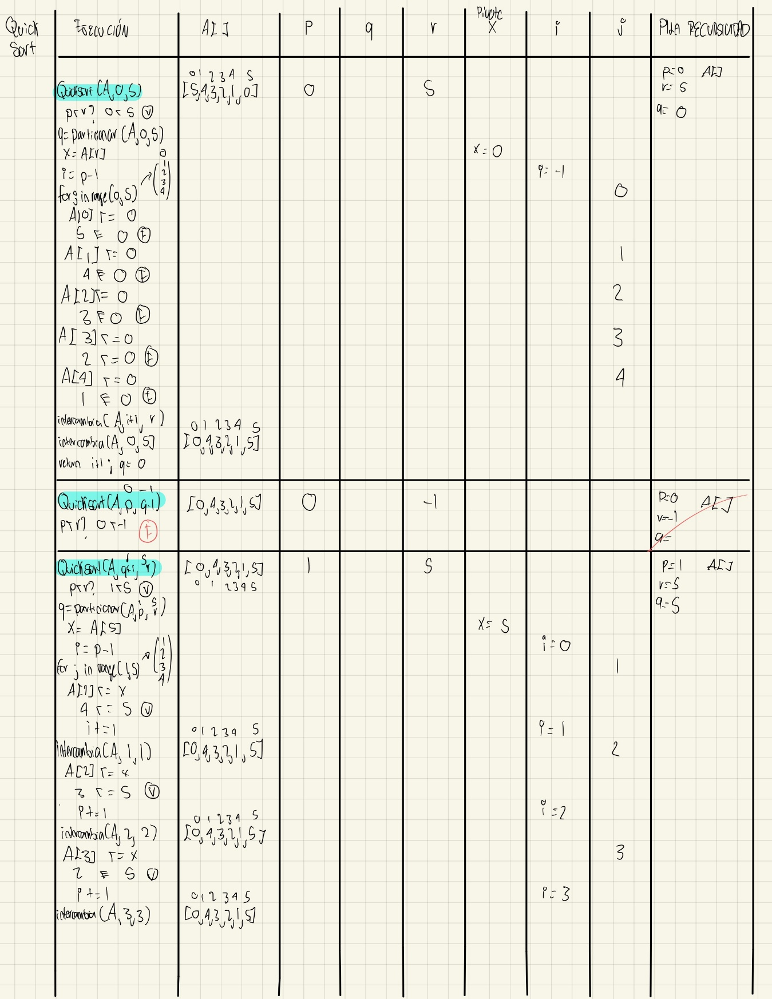 Quick Sort
EJECUCIÓN A[] P q r Pivote X i j PILA RECURSIVIDAD
0 1 2 3 4 5
Quicksort(A,0,5) [5,4,3,2,1,0] 0 5 p=0 A[]
r=5
p<r? 0<5 V q=0
q=particionar(A,0,5)
X=A[r] x=0
i=p-1 i=-1
for j in range(0,5) 0 1 2 3 4 0
A[0] <= 0
5 <= 0 F
A[1] <= 0 1
4 <= 0 F
A[2] <= 0 2
3 <= 0 F
A[3] <= 0 3
2 <= 0 F
A[4] <= 0 4
1 <= 0 F
intercambia(A,i+1,r)
0 1 2 3 4 5
intercambia(A,0,5] [0,4,3,2,1,5]
return i+1; q=0
0 -1
Quicksort(A,p,q-1) [0,4,3,2,1,5] 0 -1 p=0 A[]
r=-1
p<r? 0<-1 F q=
1 5
Quicksort(A,q+1,r) [0,4,3,2,1,5] 1 5 p=1 A[]
p<r? 1<5 V 0 1 2 3 4 5 r=5
1 5
q=particionar(A,p,r) q=5
X=A[5] X=5
i=p-1 i=0
for j in range(1,5) 1 2 3 4 1
A[1] <= X
4 <= 5 V
i+=1 0 1 2 3 4 5 i=1
intercambia(A,1,1) [0,4,3,2,1,5] 2
A[2] <= x
3 <= 5 V
i+=1 0 1 2 3 4 5 i=2
intercambia(A,2,2) [0,4,3,2,1,5]
A[3] <= x 3
2 <= 5 V
i+=1 0 1 2 3 4 5 i=3
intercambia(A,3,3) [0,4,3,2,1,5]